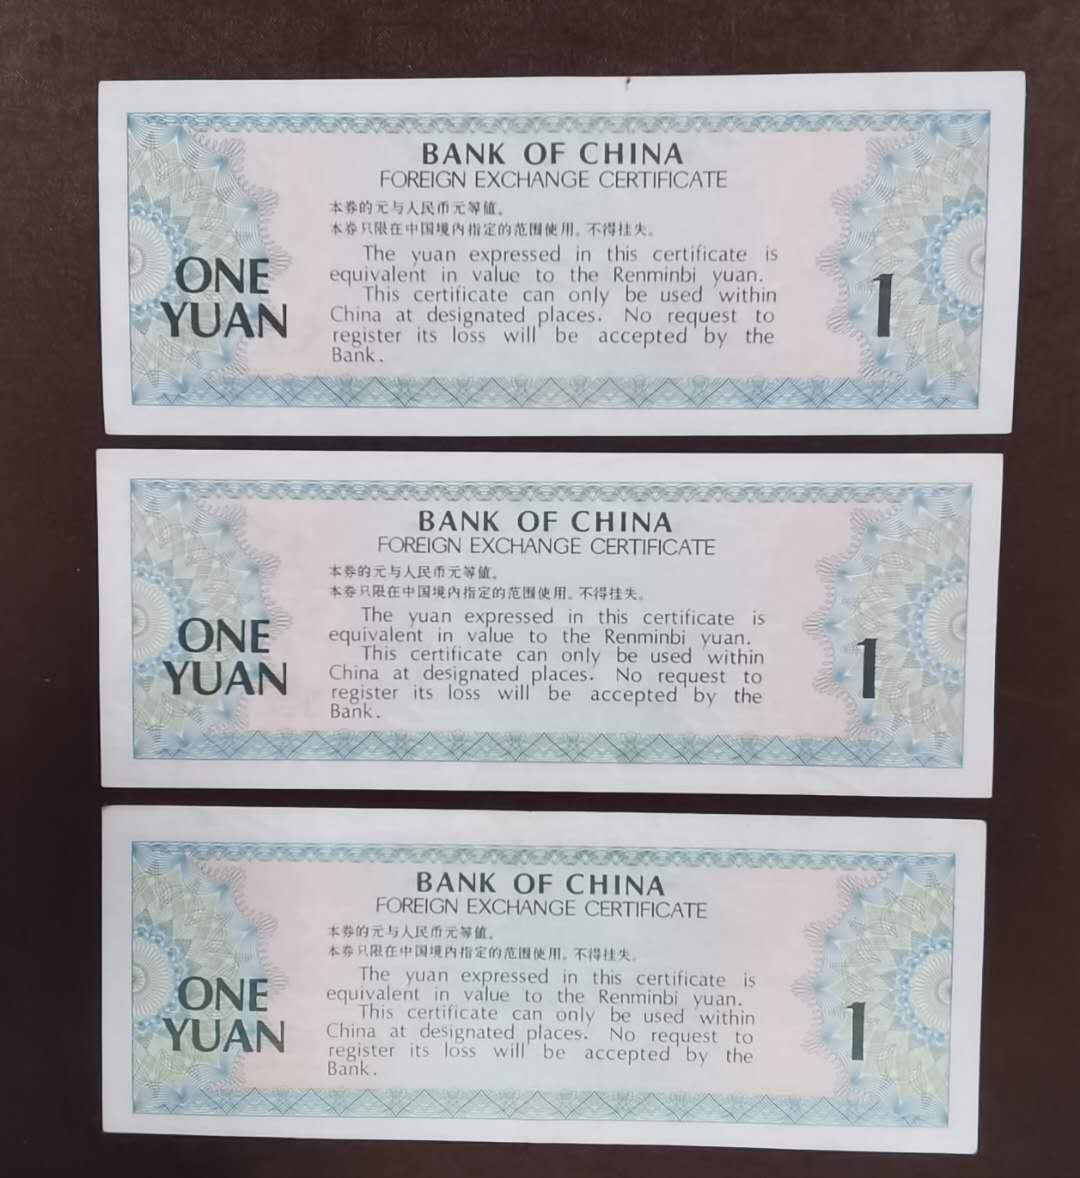 BANK OF CHINA
FOREIGN EXCHANGE CERTIFICATE
本券的元与人民币元等值。
本券只限在中国境内指定的范围使用。不得挂失。
The yuan expressed in this certificate is
equivalent in value to the Renminbi yuan.
This certificate can only be used within
China at designated places. No request to
register its loss will be accepted by the
Bank.
ONE
YUAN
1
BANK OF CHINA
FOREIGN EXCHANGE CERTIFICATE
本券的元与人民币元等值。
本券只限在中国境内指定的范围使用。不得挂失。
The yuan expressed in this certificate is
equivalent in value to the Renminbi yuan.
This certificate can only be used within
China at designated places. No request to
register its loss will be accepted by the
Bank.
ONE
YUAN
1
BANK OF CHINA
FOREIGN EXCHANGE CERTIFICATE
本券的元与人民币元等值。
本券只限在中国境内指定的范围使用。不得挂失。
The yuan expressed in this certificate is
equivalent in value to the Renminbi yuan.
This certificate can only be used within
China at designated places. No request to
register its loss will be accepted by the
Bank.
ONE
YUAN
1